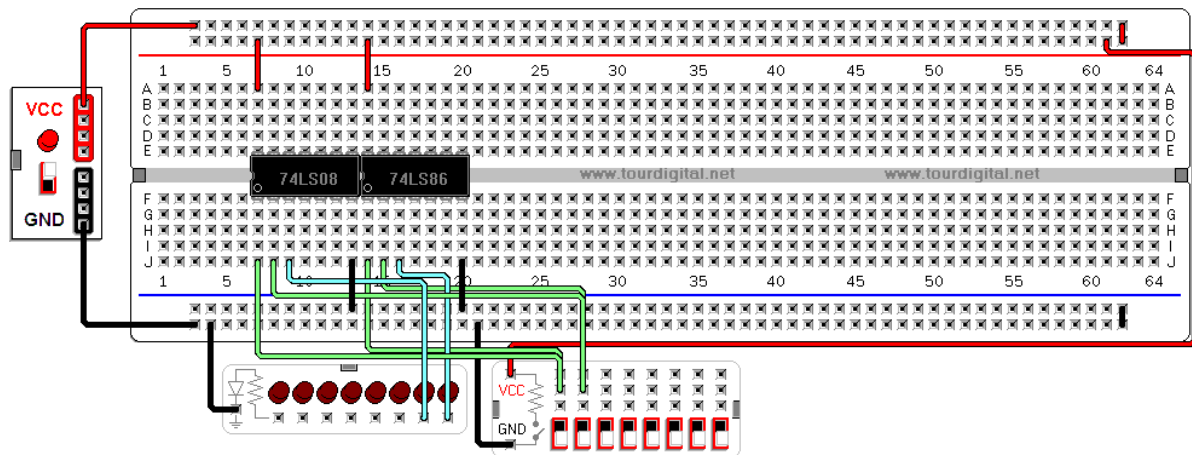 1 5 10 15 20 25 30 35 40 45 50 55 60 64
A A
B B
C C
D D
E E
VCC
74LS08 74LS86 www.tourdigital.net www.tourdigital.net
F F
G G
GND
H H
I I
J J
1 5 10 15 20 25 30 35 40 45 50 55 60 64
VCC
GND